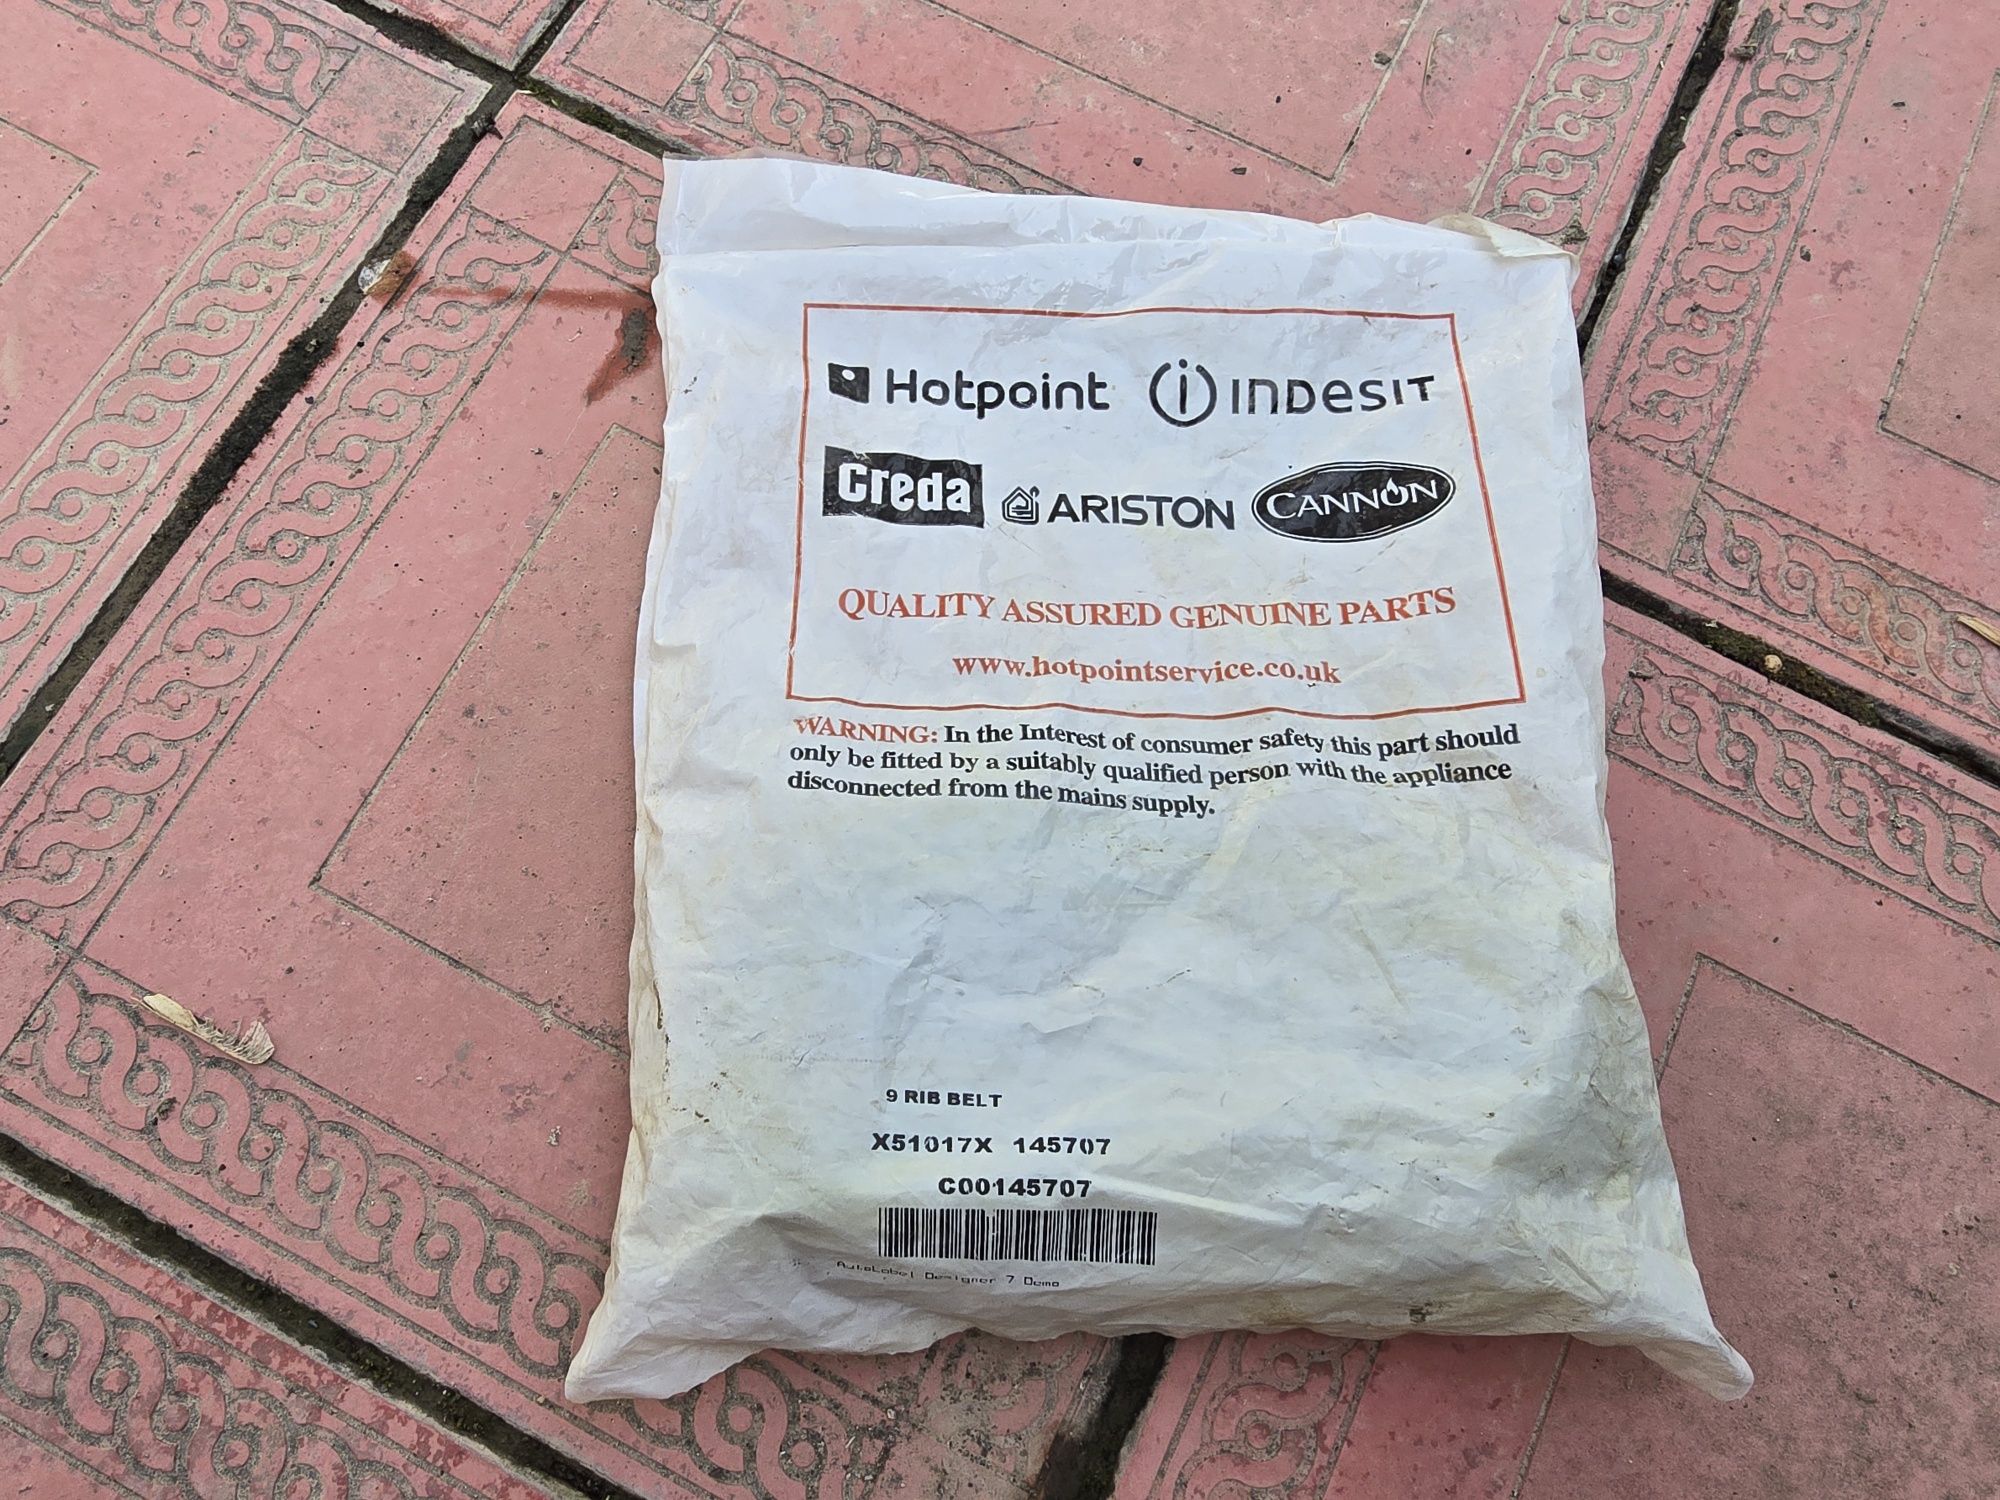 Hotpoint INDESIT
Creda ARISTON CANNON
QUALITY ASSURED GENUINE PARTS
www.hotpointservice.co.uk
WARNING: In the Interest of consumer safety this part should
only be fitted by a suitably qualified person with the appliance
disconnected from the mains supply.
9 RIB BELT
X51017X 145707
C00145707
AutoLabel Designer 7 Demo